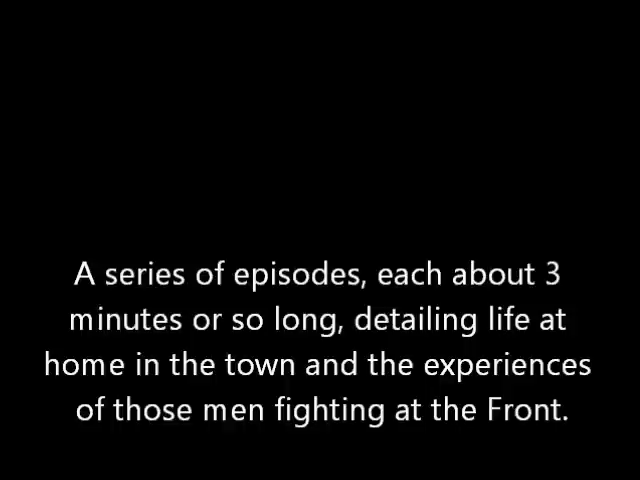 A series of episodes, each about 3
minutes or so long, detailing life at
home in the town and the experiences
of those men fighting at the Front.